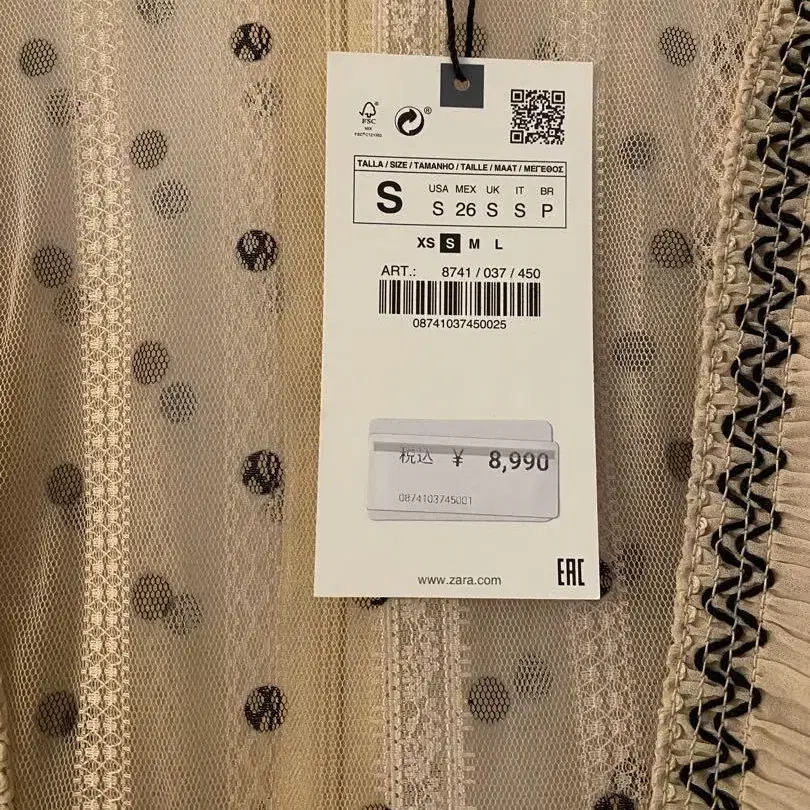 FSC®
MIX
®
TALLA / SIZE / TAMANHO / TAILLE / MAAT / ΜΕΓΕΘΟΣ
S
USA MEX UK IT BR
S 26 S S P
XS S M L
ART.: 8741 / 037 / 450
08741037450025
税込 ¥ 8,990
0874103745001
www.zara.com
EAC